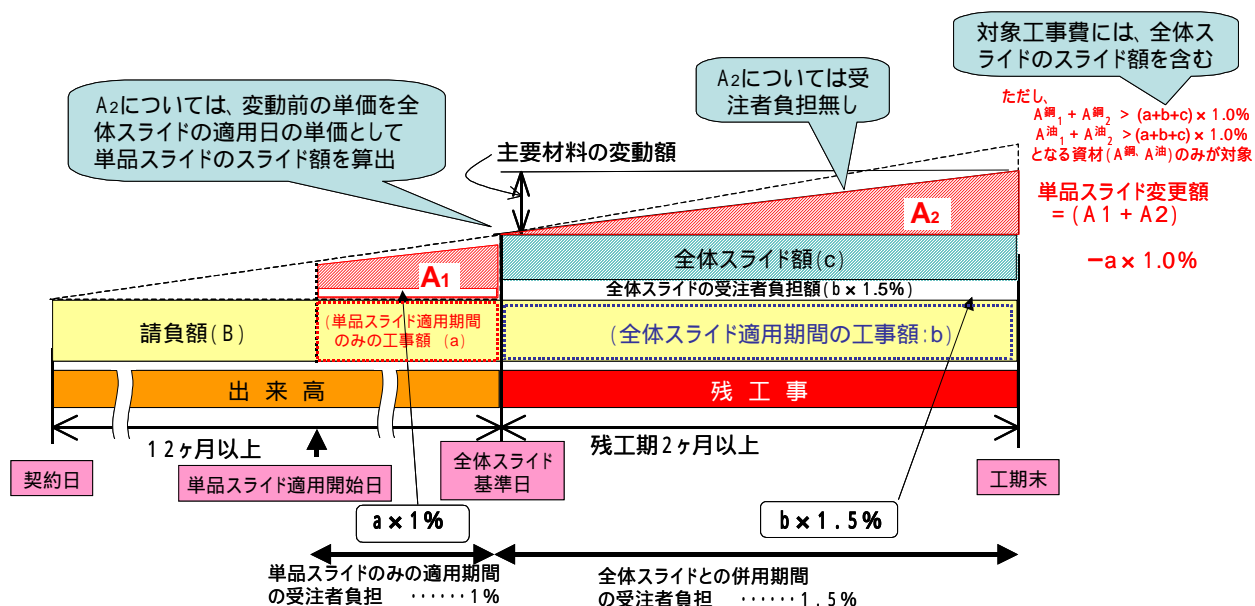 対象工事費には、全体ス
ライドのスライド額を含む
A2については受
注者負担無し
A2については、変動前の単価を全
体スライドの適用日の単価として
単品スライドのスライド額を算出
ただし、
A鋼1 + A鋼2 > (a+b+c) × 1.0%
A油1 + A油2 > (a+b+c) × 1.0%
となる資材(A鋼、A油)のみが対象
主要材料の変動額
単品スライド変更額
=(A1+A2)
－a×1.0%
A2
A1
全体スライド額(c)
全体スライドの受注者負担額(b×1.5%)
請負額(B)
(単品スライド適用期間
のみの工事額 (a)
(全体スライド適用期間の工事額:b)
出 来 高
残 工 事
12ヶ月以上
残工期2ヶ月以上
契約日
単品スライド適用開始日
全体スライド
基準日
工期末
a×1%
b×1.5%
単品スライドのみの適用期間
の受注者負担 ······1%
全体スライドとの併用期間
の受注者負担 ······1.5%